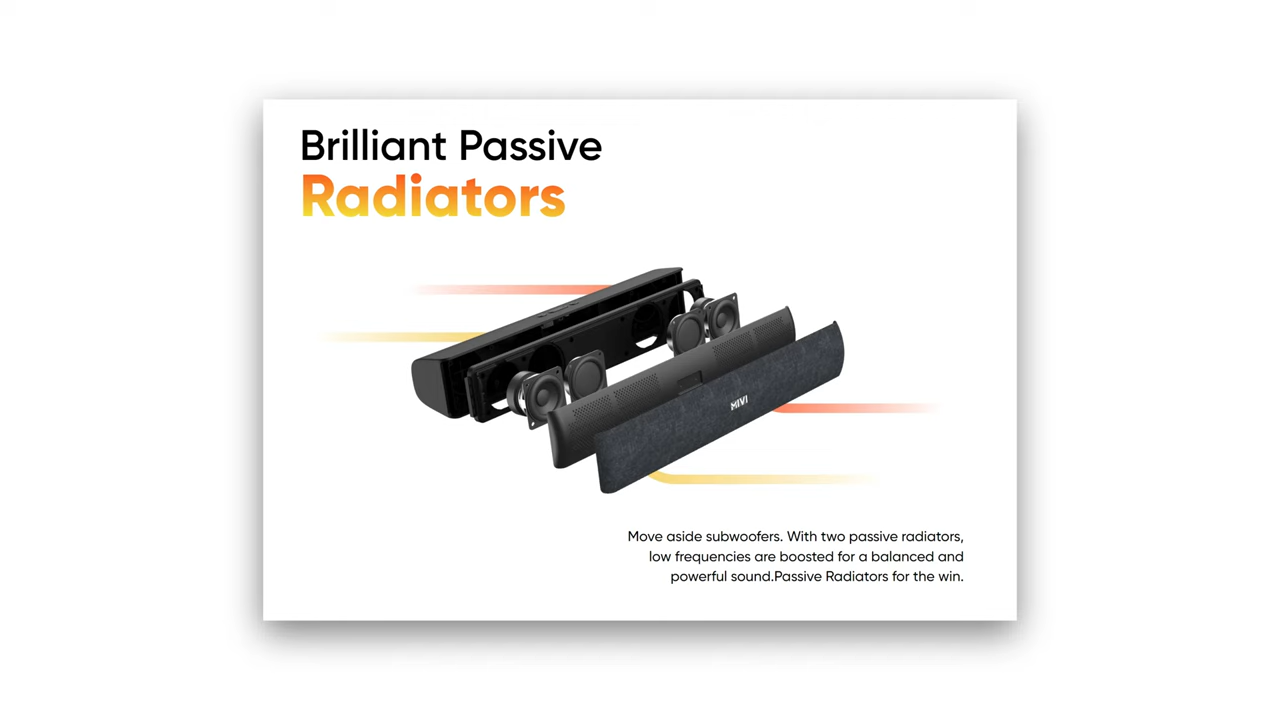 Brilliant Passive
Radiators
MIVI
Move aside subwoofers. With two passive radiators,
low frequencies are boosted for a balanced and
powerful sound.Passive Radiators for the win.